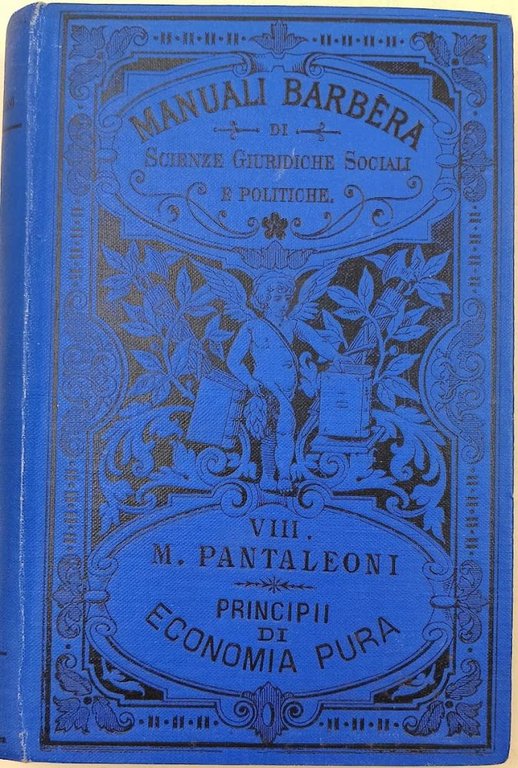 MANUALI BARBÈRA
DI
SCIENZE GIURIDICHE SOCIALI
E POLITICHE.
VIII.
M. PANTALEONI
PRINCIPII
DI
ECONOMIA PURA